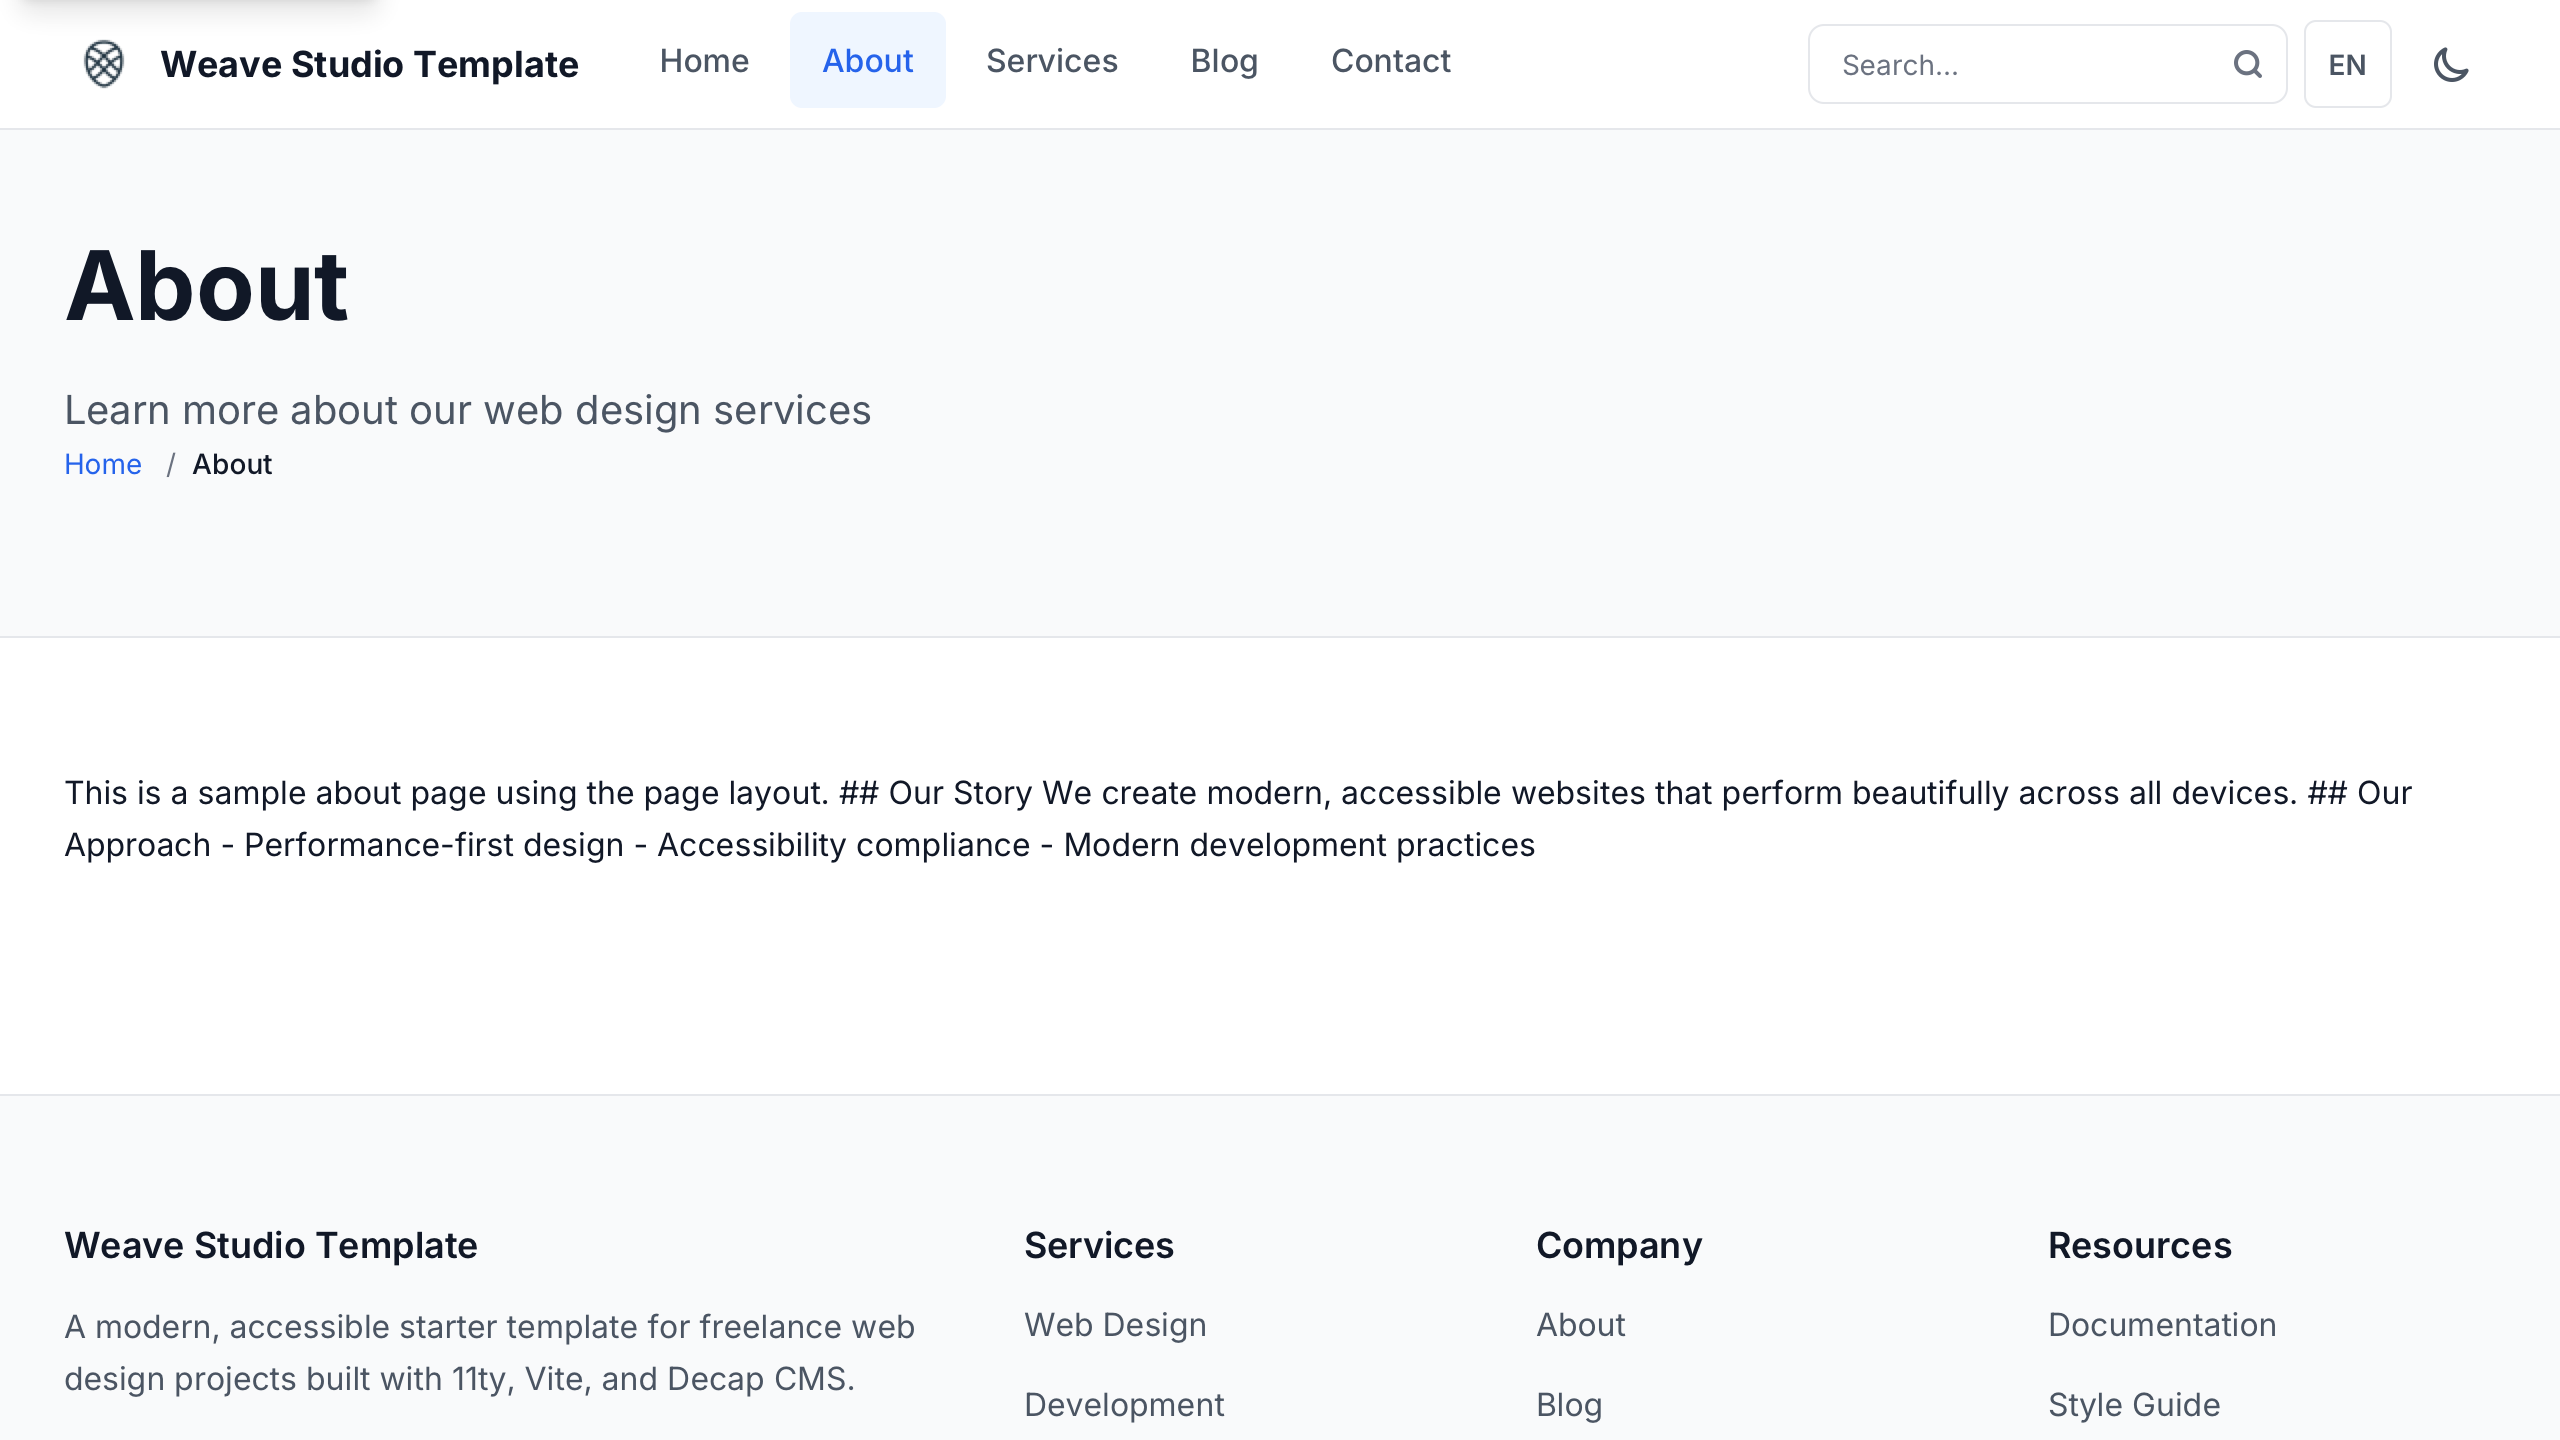 Weave Studio Template
Home
About
Services
Blog
Contact
Search...
EN
About
Learn more about our web design services
Home / About
This is a sample about page using the page layout. ## Our Story We create modern, accessible websites that perform beautifully across all devices. ## Our
Approach - Performance-first design - Accessibility compliance - Modern development practices
Weave Studio Template
A modern, accessible starter template for freelance web
design projects built with 11ty, Vite, and Decap CMS.
Services
Web Design
Development
Company
About
Blog
Resources
Documentation
Style Guide